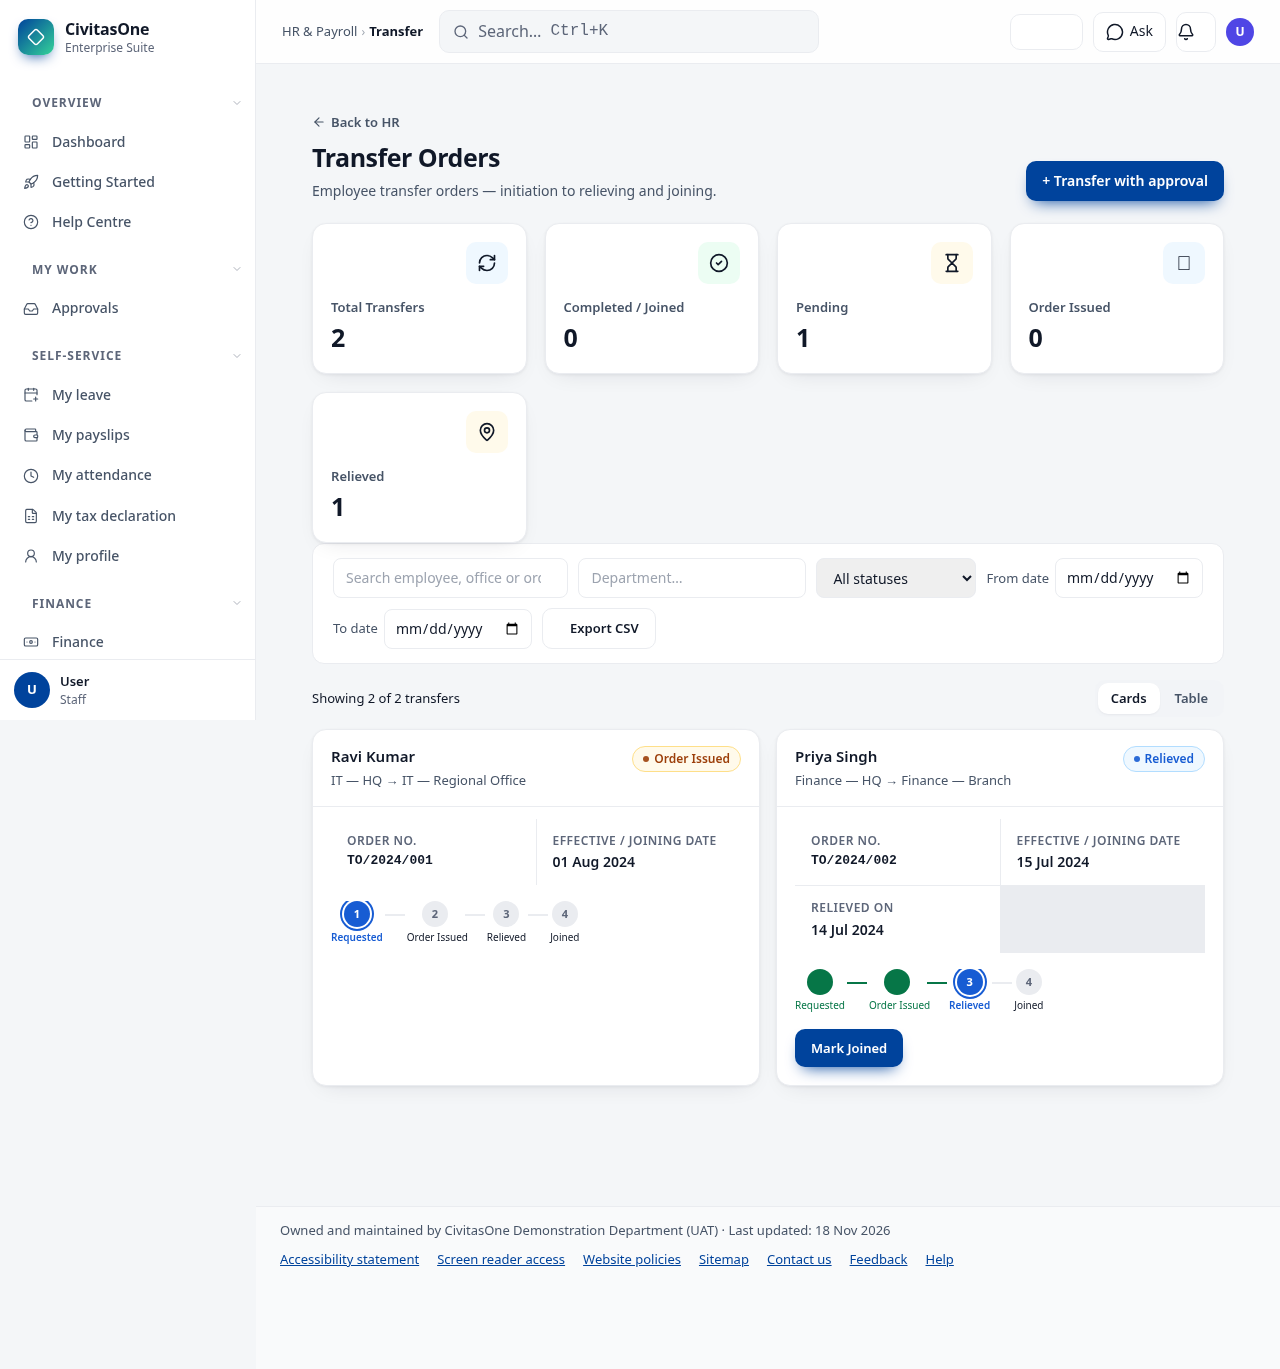 CivitasOne
Enterprise Suite
HR & Payroll › Transfer
Search... Ctrl+K
Ask
U
OVERVIEW
Dashboard
Getting Started
Help Centre
MY WORK
Approvals
SELF-SERVICE
My leave
My payslips
My attendance
My tax declaration
My profile
FINANCE
Finance
U
User
Staff
← Back to HR
Transfer Orders
Employee transfer orders — initiation to relieving and joining.
+ Transfer with approval
Total Transfers
2
Completed / Joined
0
Pending
1
Order Issued
0
Relieved
1
Search employee, office or orc
Department...
All statuses
From date
mm/dd/yyyy
To date
mm/dd/yyyy
Export CSV
Showing 2 of 2 transfers
Cards
Table
Ravi Kumar
IT — HQ → IT — Regional Office
Order Issued
ORDER NO.
TO/2024/001
EFFECTIVE / JOINING DATE
01 Aug 2024
1
2
3
4
Requested
Order Issued
Relieved
Joined
Priya Singh
Finance — HQ → Finance — Branch
Relieved
ORDER NO.
TO/2024/002
EFFECTIVE / JOINING DATE
15 Jul 2024
RELIEVED ON
14 Jul 2024
3
4
Requested
Order Issued
Relieved
Joined
Mark Joined
Owned and maintained by CivitasOne Demonstration Department (UAT) · Last updated: 18 Nov 2026
Accessibility statement
Screen reader access
Website policies
Sitemap
Contact us
Feedback
Help